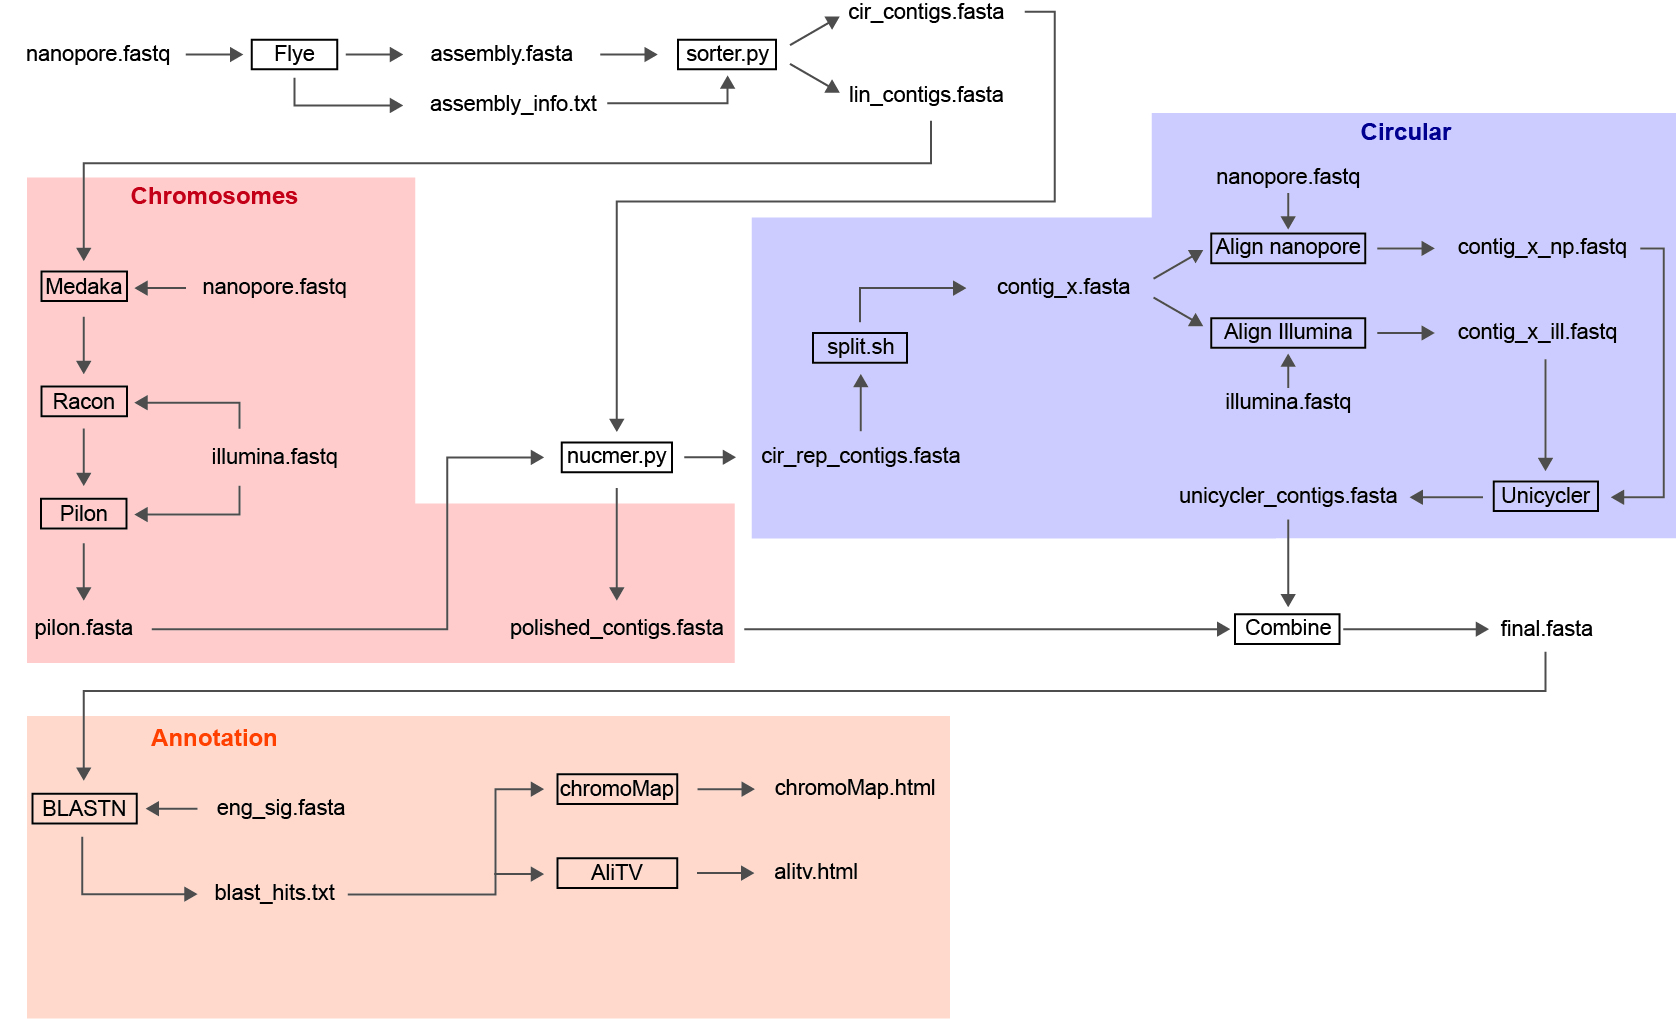 cir_contigs.fasta
nanopore.fastq
Flye
assembly.fasta
sorter.py
assembly_info.txt
lin_contigs.fasta
Chromosomes
Medaka
nanopore.fastq
Racon
illumina.fastq
Pilon
pilon.fasta
nucmer.py
polished_contigs.fasta
Circular
nanopore.fastq
Align nanopore
contig_x_np.fastq
contig_x.fasta
split.sh
Align Illumina
contig_x_ill.fastq
illumina.fastq
cir_rep_contigs.fasta
unicycler_contigs.fasta
Unicycler
Combine
final.fasta
Annotation
BLASTN
eng_sig.fasta
blast_hits.txt
chromoMap
chromoMap.html
AliTV
alitv.html